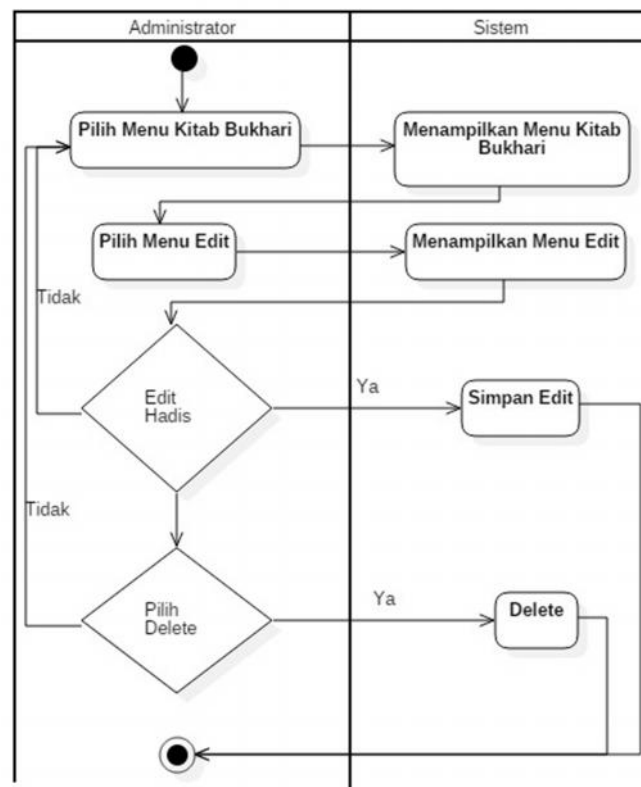 Administrator
Sistem
Pilih Menu Kitab Bukhari
Menampilkan Menu Kitab
Bukhari
Pilih Menu Edit
Menampilkan Menu Edit
Tidak
Edit
Hadis
Ya
Simpan Edit
Tidak
Pilih
Delete
Ya
Delete